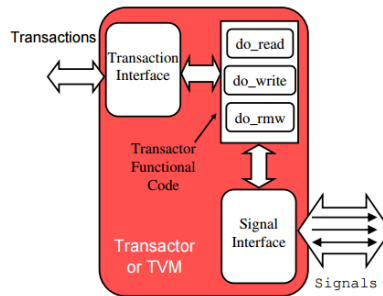 Transactions
Transaction
Interface
do_read
do_write
do_rmw
Transactor
Functional
Code
Signal
Interface
Transactor
or TVM
Signals